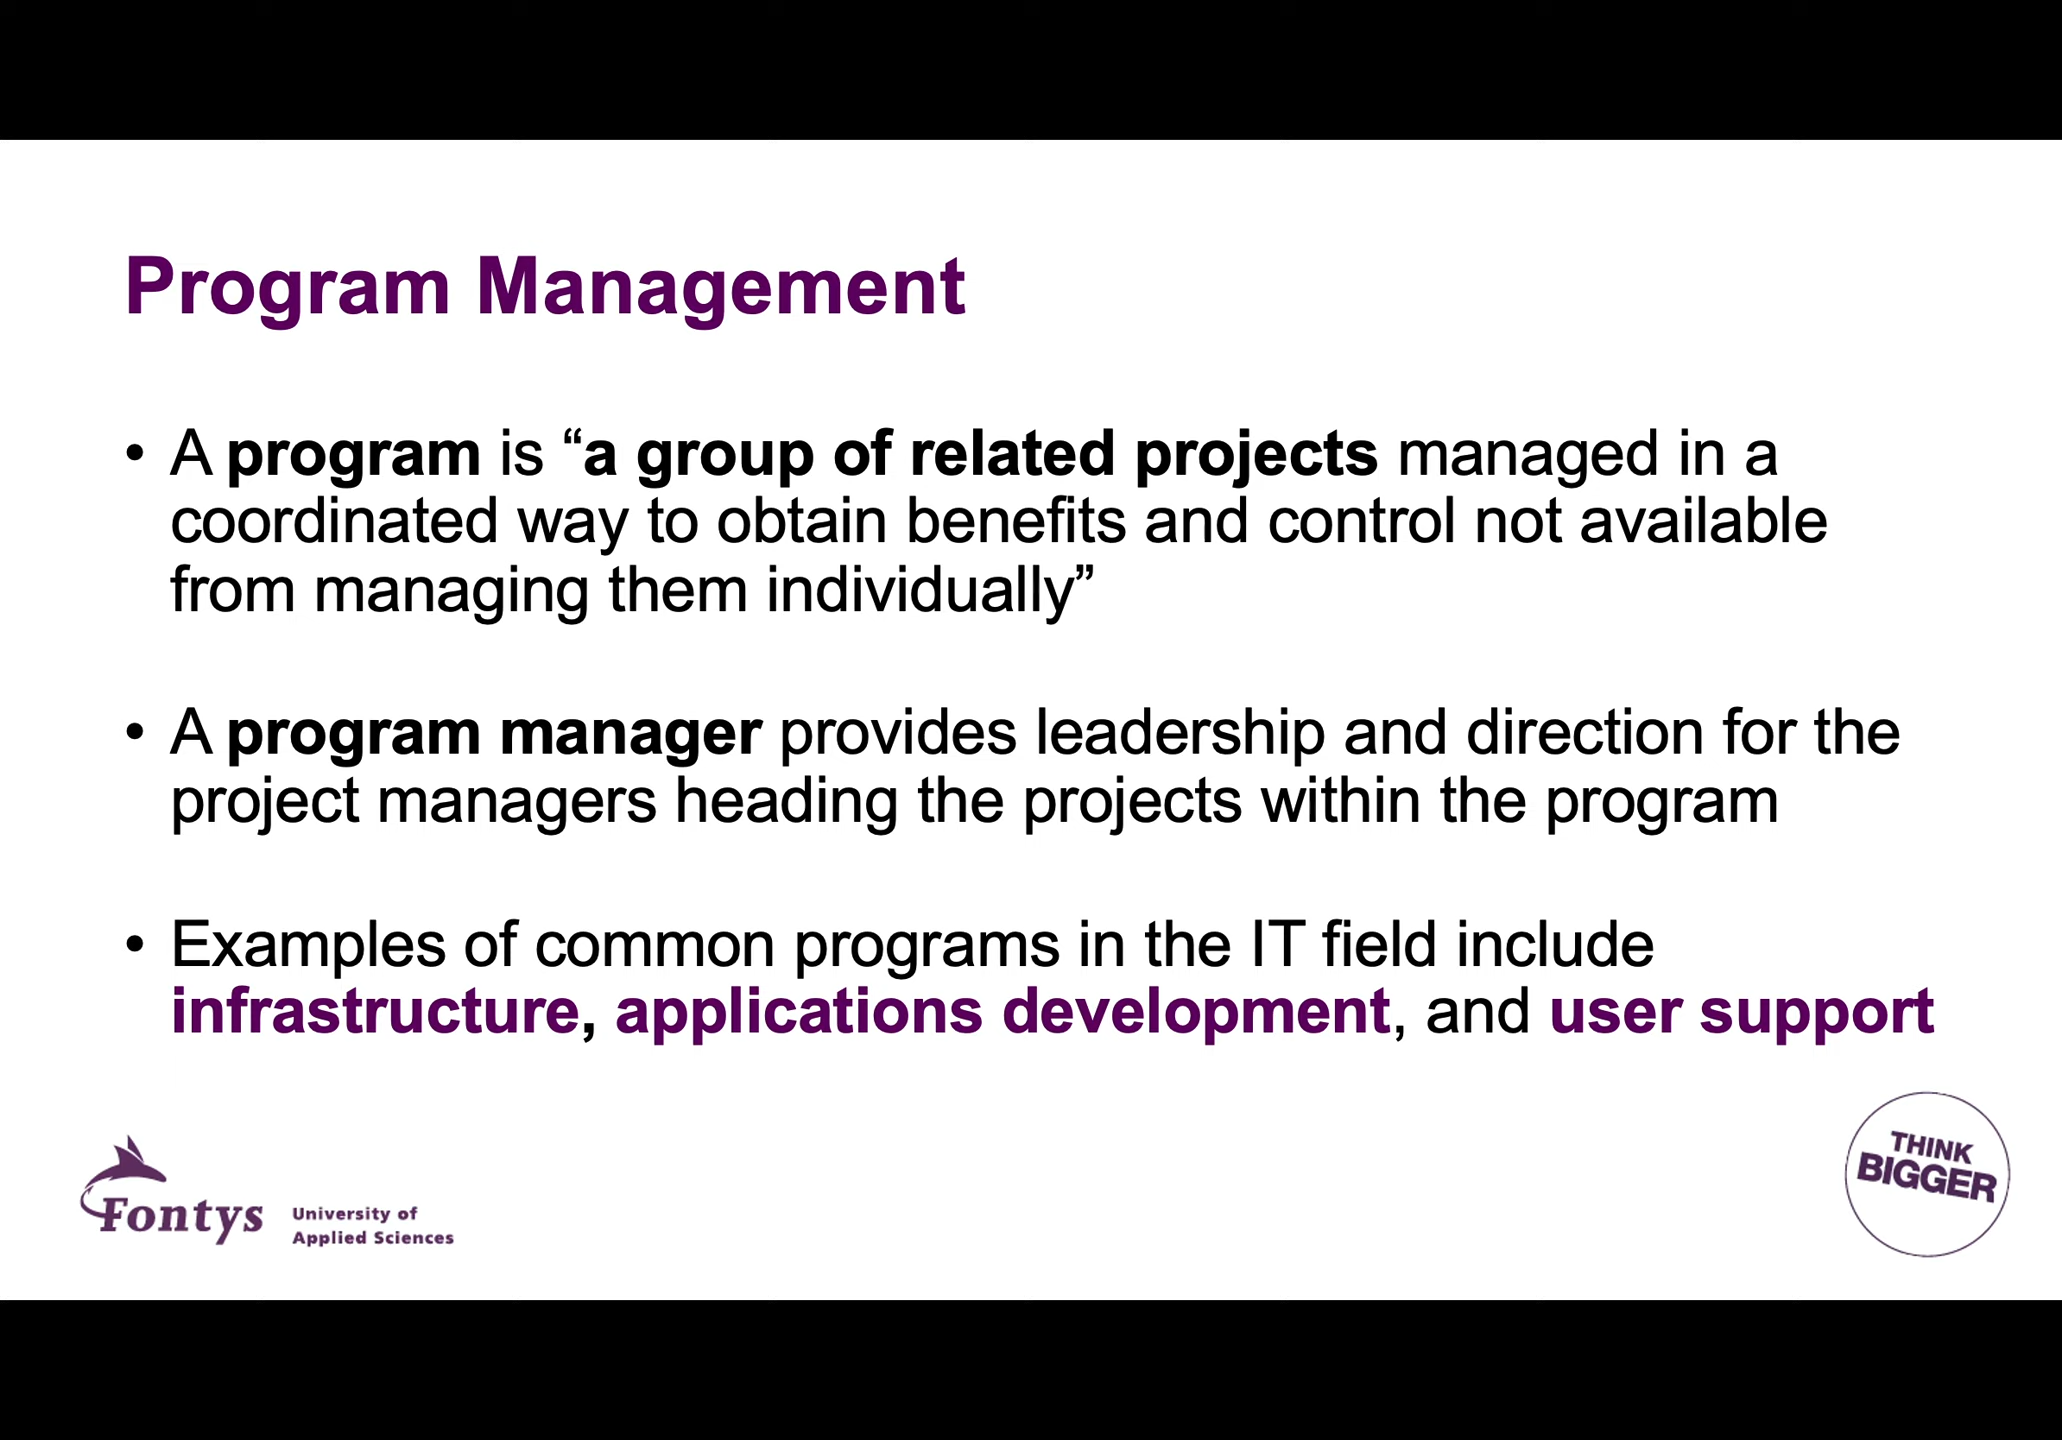 Program Management
• A program is “a group of related projects managed in a
coordinated way to obtain benefits and control not available
from managing them individually”
• A program manager provides leadership and direction for the
project managers heading the projects within the program
• Examples of common programs in the IT field include
infrastructure, applications development, and user support
Fontys
University of
Applied Sciences
THINK
BIGGER